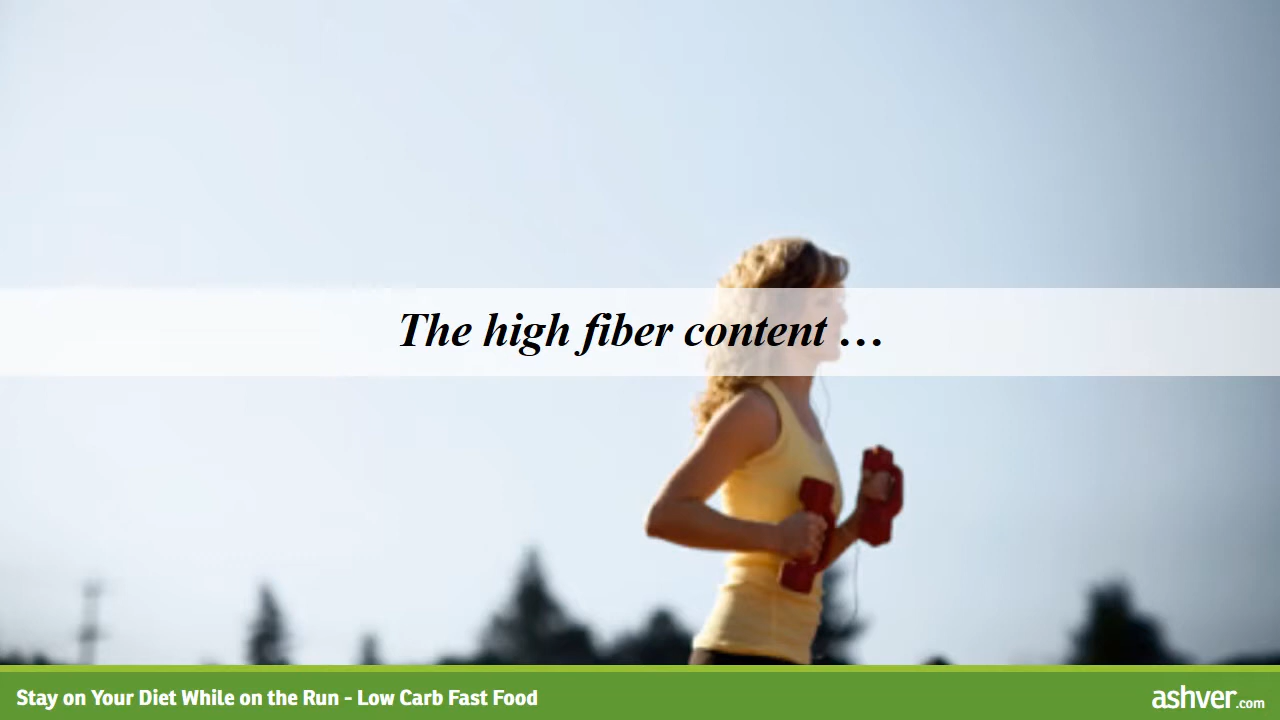 The high fiber content …
Stay on Your Diet While on the Run - Low Carb Fast Food
ashver.com